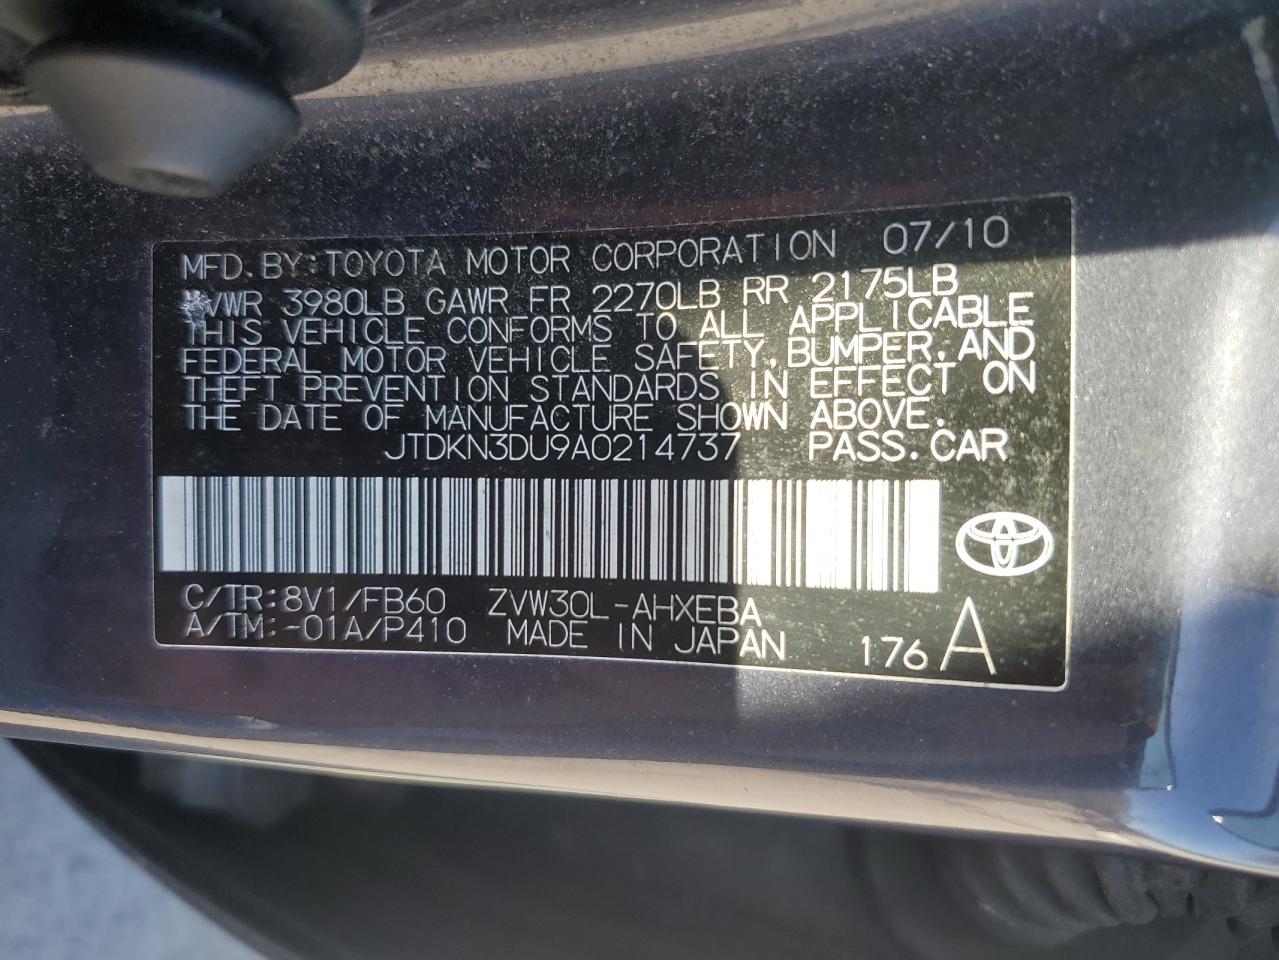 MFD. BY: TOYOTA MOTOR CORPORATION 07/10
VWR 3980LB GAWR FR 2270LB RR 2175LB
THIS VEHICLE CONFORMS TO ALL APPLICABLE
FEDERAL MOTOR VEHICLE SAFETY, BUMPER, AND
THEFT PREVENTION STANDARDS IN EFFECT ON
THE DATE OF MANUFACTURE SHOWN ABOVE.
JTDKN3DU9A0214737 PASS. CAR
C/TR: 8V1/FB60 ZVW30L-AHXEBA
A/TM: -01A/P410 MADE IN JAPAN 176 A